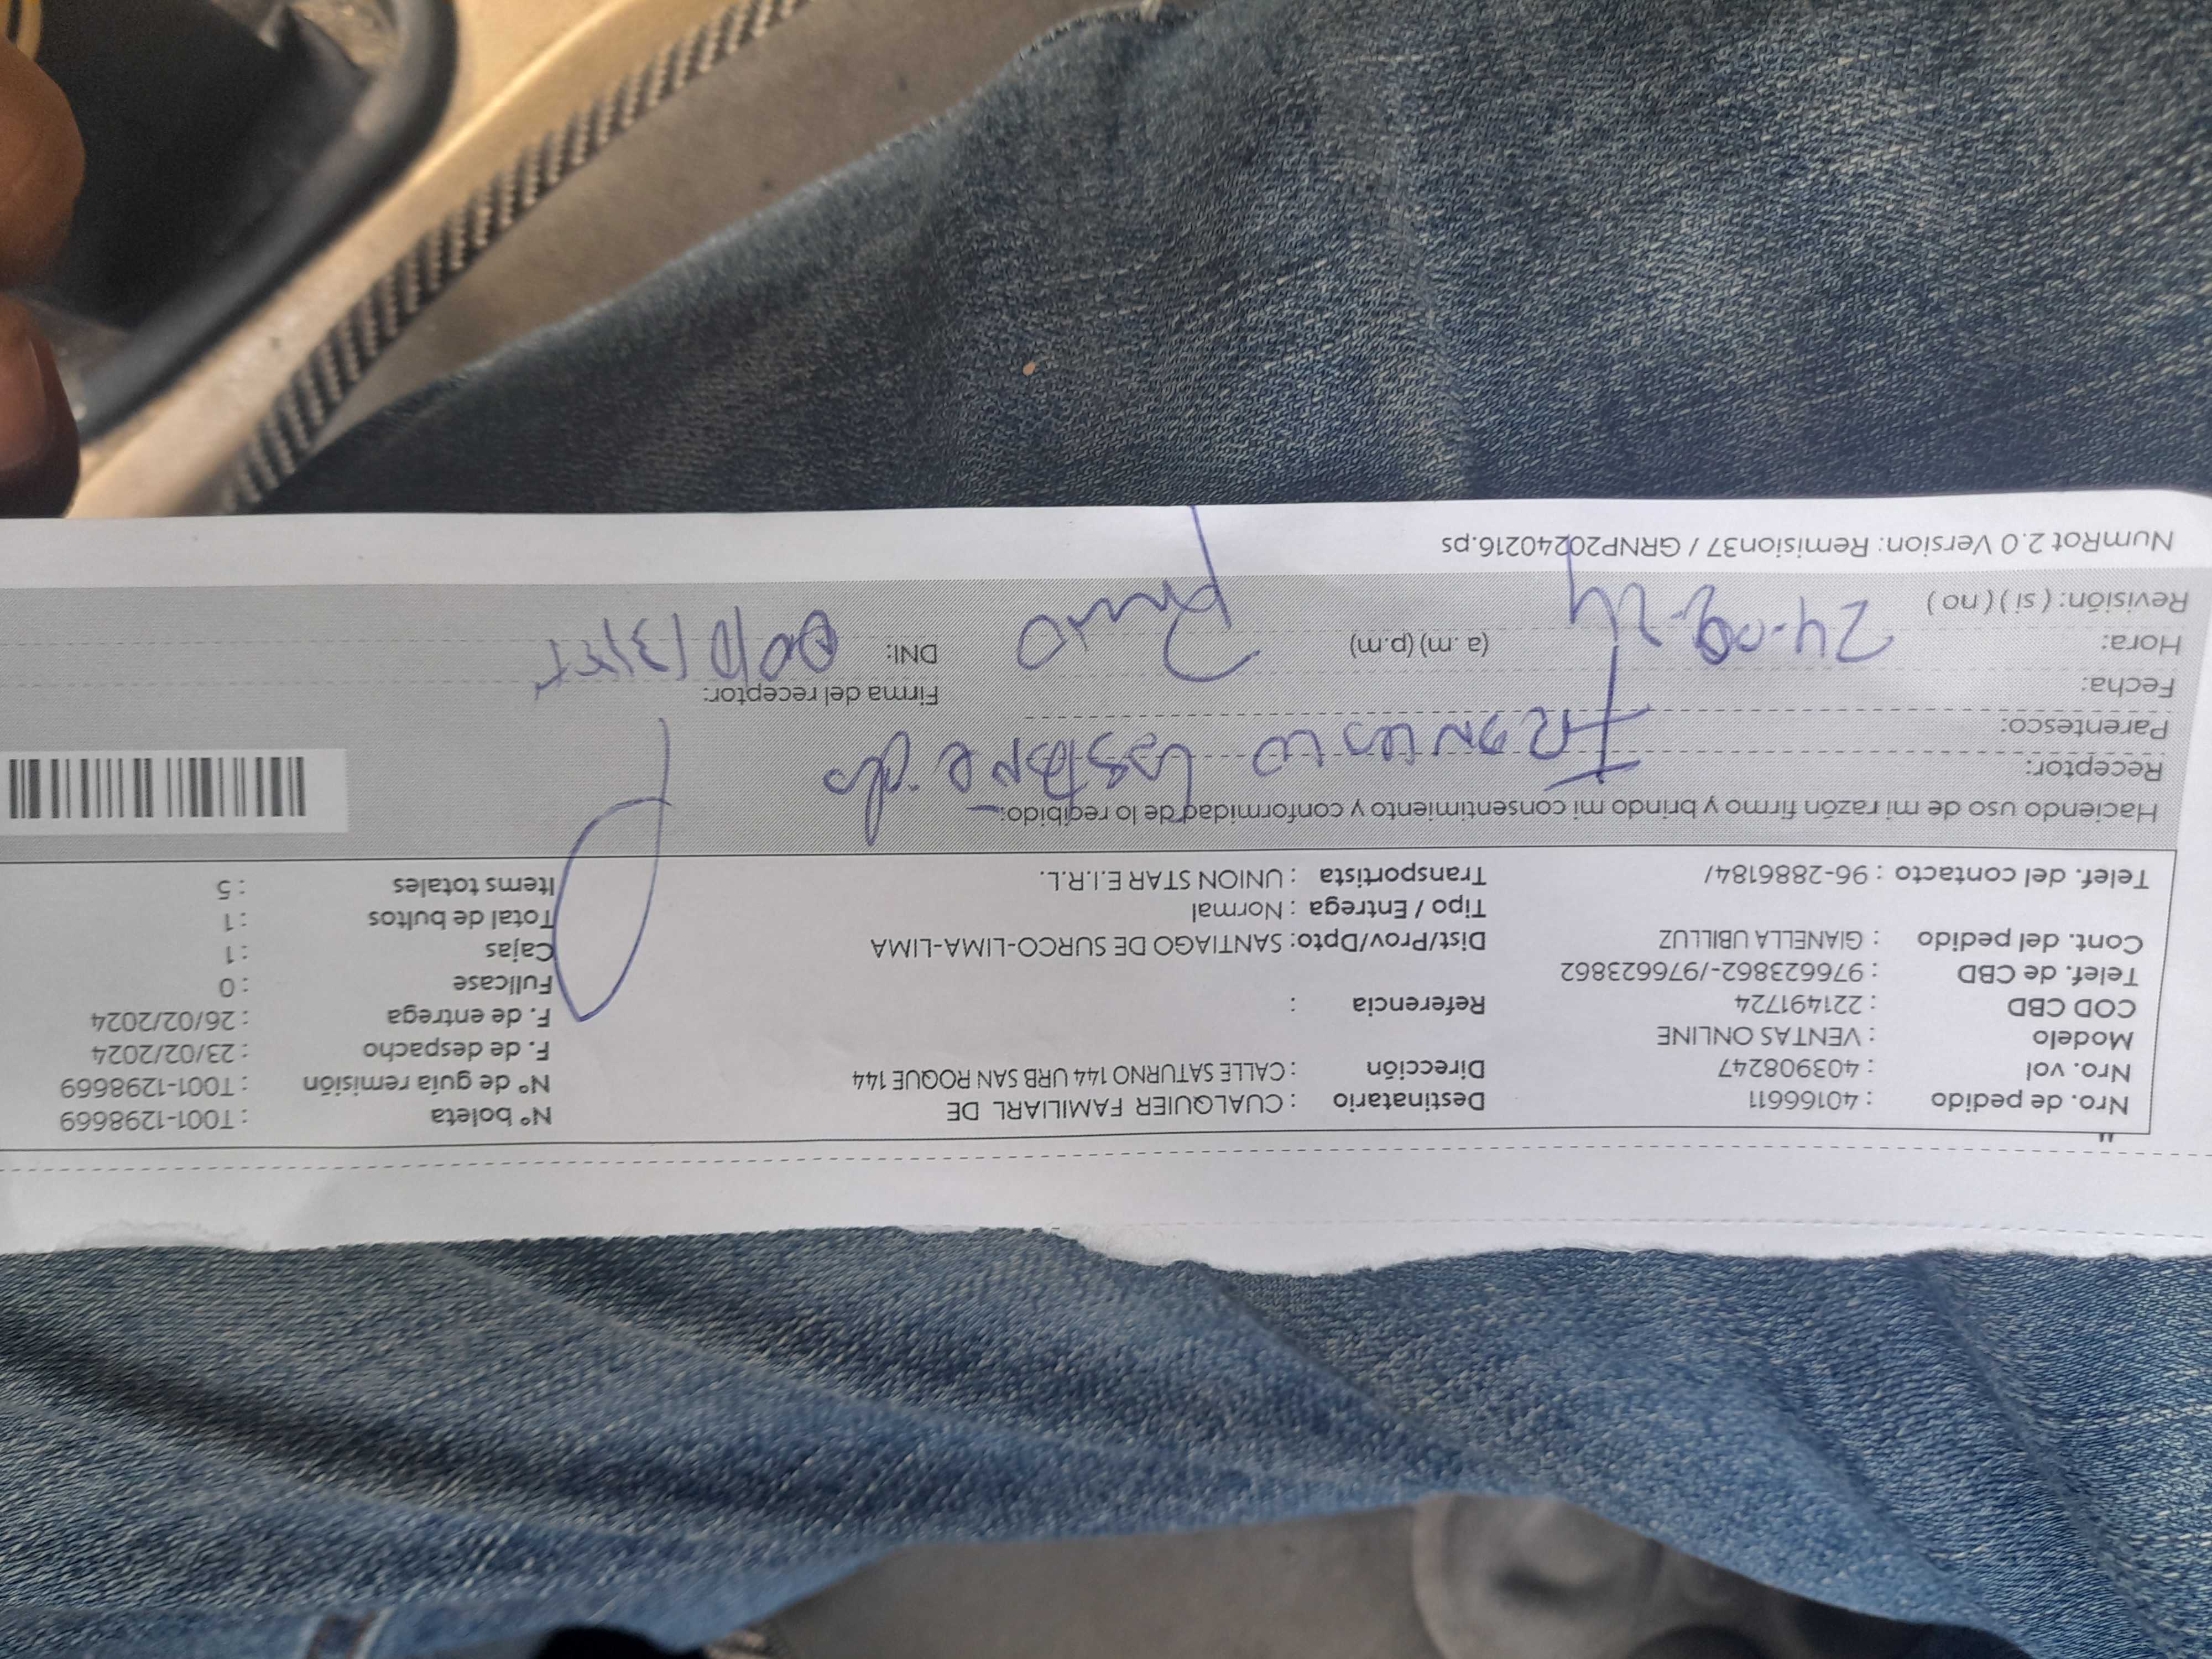 Nro. de pedido : 40166611 Destinatario : CUALQUIER FAMILIARL DE N° boleta : T001-1298669
Nro. vol : 403908247 Dirección : CALLE SATURNO 144 URB SAN ROQUE 144 N° de guía remisión : T001-1298669
Modelo : VENTAS ONLINE F. de despacho : 23/02/2024
COD CBD : 221491724 Referencia : F. de entrega : 26/02/2024
Telef. de CBD : 976623862-/976623862 Fullcase : 0
Cont. del pedido : GIANELLA UBILLUZ Dist/Prov/Dpto: SANTIAGO DE SURCO-LIMA-LIMA Cajas : 1
Tipo / Entrega : Normal Total de bultos : 1
Telef. del contacto : 96-2886184/ Transportista : UNION STAR E.I.R.L. Items totales : 5
Haciendo uso de mi razón firmo y brindo mi consentimiento y conformidad de lo recibido:
Receptor:
Parentesco:
Fecha: Firma del receptor:
Hora: (a. m) (p.m) DNI:
Revisión: ( si ) ( no )
NumRot 2.0 Version: Remision37 / GRNP20240216.ps